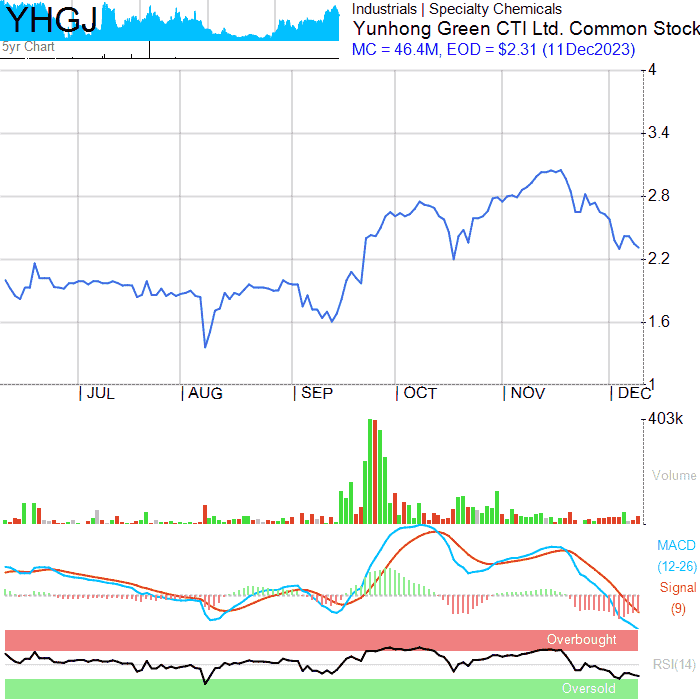 YHGJ
5yr Chart
Industrials | Specialty Chemicals
Yunhong Green CTI Ltd. Common Stock
MC = 46.4M, EOD = $2.31 (11Dec2023)
4
3.4
2.8
2.2
1.6
1
JUL AUG SEP OCT NOV DEC
403k
Volume
MACD
(12-26)
Signal
(9)
Overbought
RSI(14)
Oversold